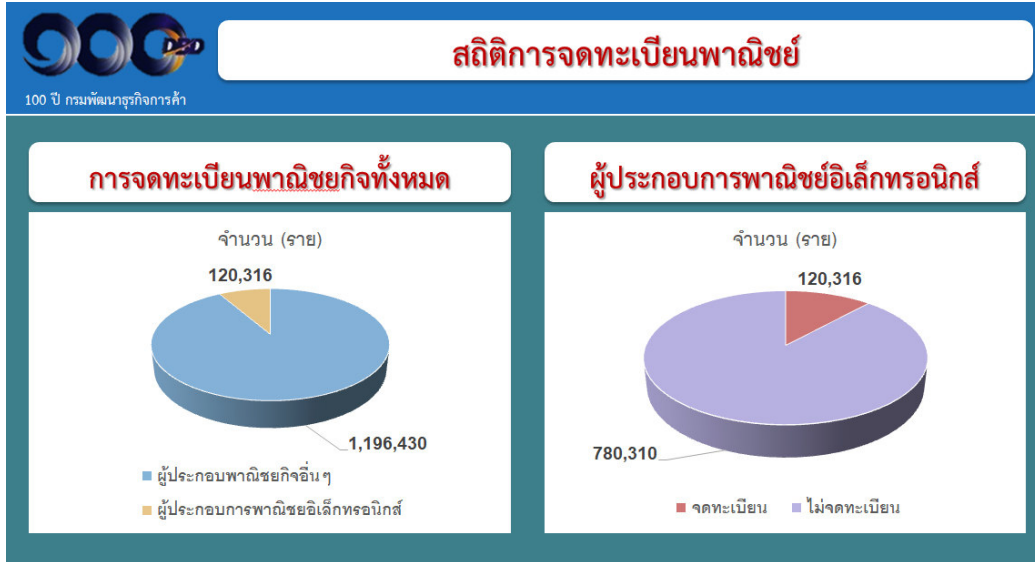 ๑๐๐ DBD
สถิติการจดทะเบียนพาณิชย์
100 ปี กรมพัฒนาธุรกิจการค้า
การจดทะเบียนพาณิชยกิจทั้งหมด
จำนวน (ราย)
120,316
1,196,430
ผู้ประกอบพาณิชยกิจอื่นๆ
ผู้ประกอบการพาณิชยอิเล็กทรอนิกส์
ผู้ประกอบการพาณิชย์อิเล็กทรอนิกส์
จำนวน (ราย)
120,316
780,310
จดทะเบียน ไม่จดทะเบียน